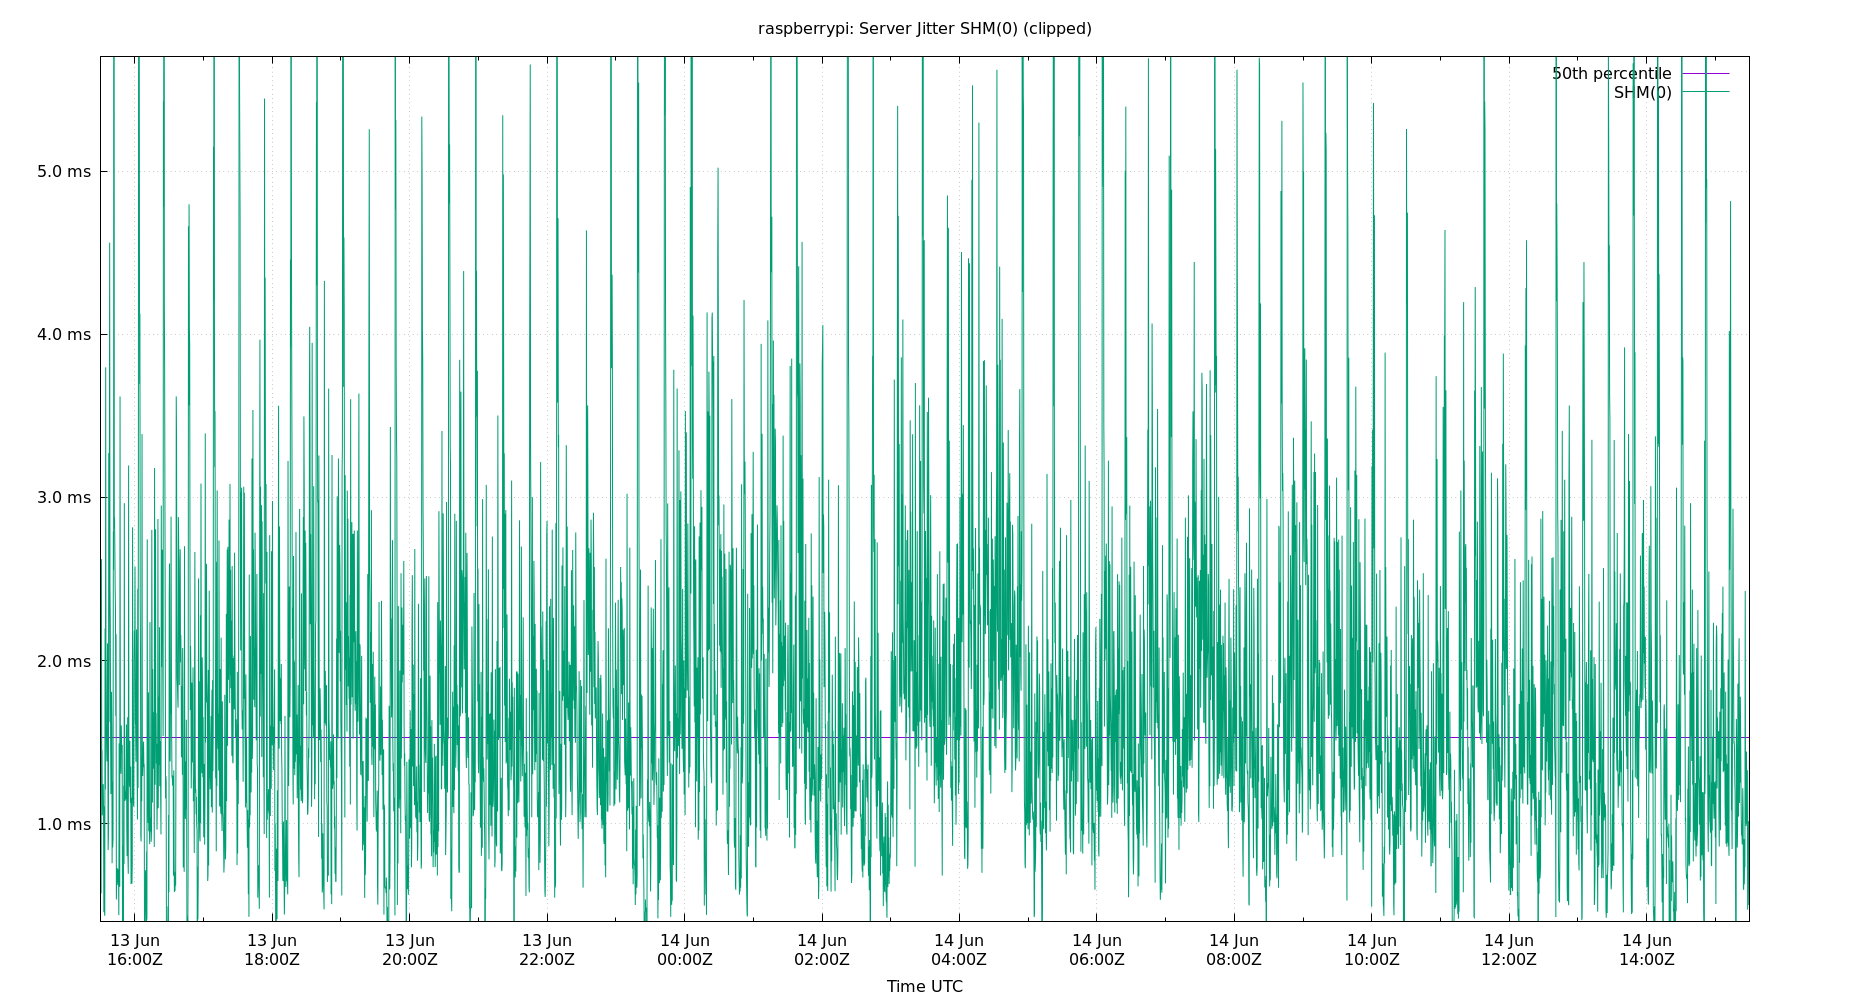 raspberrypi: Server Jitter SHM(0) (clipped)
50th percentile
SHM(0)
5.0 ms
4.0 ms
3.0 ms
2.0 ms
1.0 ms
13 Jun 13 Jun 13 Jun 13 Jun 14 Jun 14 Jun 14 Jun 14 Jun 14 Jun 14 Jun 14 Jun 14 Jun
16:00Z 18:00Z 20:00Z 22:00Z 00:00Z 02:00Z 04:00Z 06:00Z 08:00Z 10:00Z 12:00Z 14:00Z
Time UTC